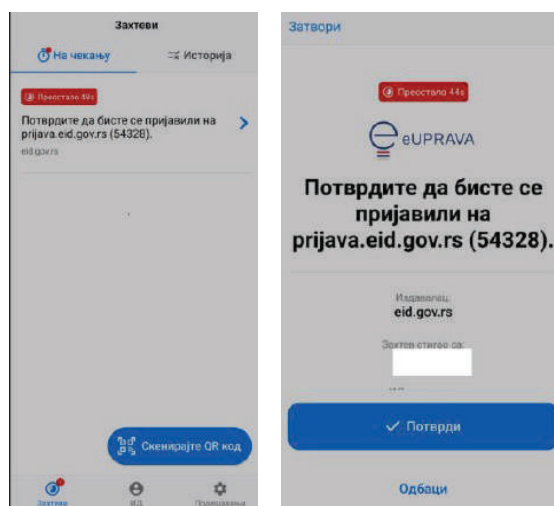 Захтеви
На чекању
Историја
Преостало 44s
Потврдите да бисте се пријавили на
prijava.eid.gov.rs (54328).
eid.gov.rs
Скенирајте QR код
Захтеви
ИД
Подешавања
Затвори
Преостало 44s
eUPRAVA
Потврдите да бисте се
пријавили на
prijava.eid.gov.rs (54328).
Издавалац:
eid.gov.rs
Захтев стигао са:
Потврди
Одбаци